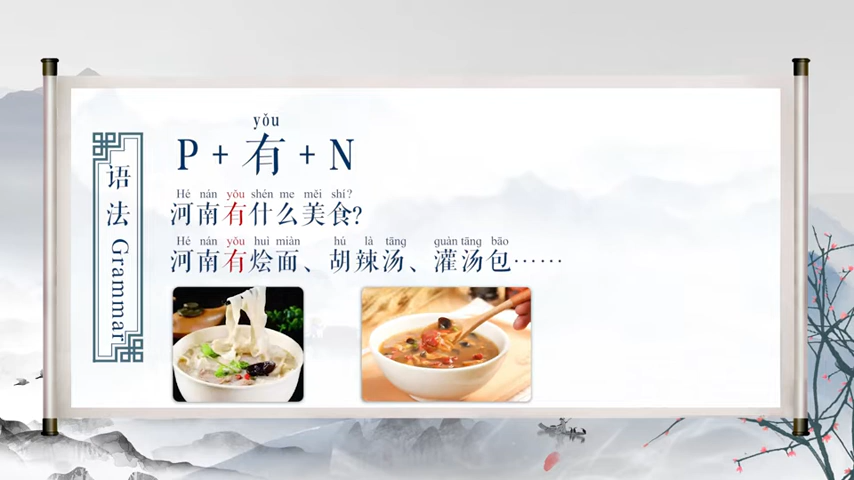 语法 Grammar
yǒu
P + 有 + N
Hé nán yǒu shén me měi shí?
河南有什么美食?
Hé nán yǒu huì miàn hú là tāng guàn tāng bāo
河南有烩面、胡辣汤、灌汤包……